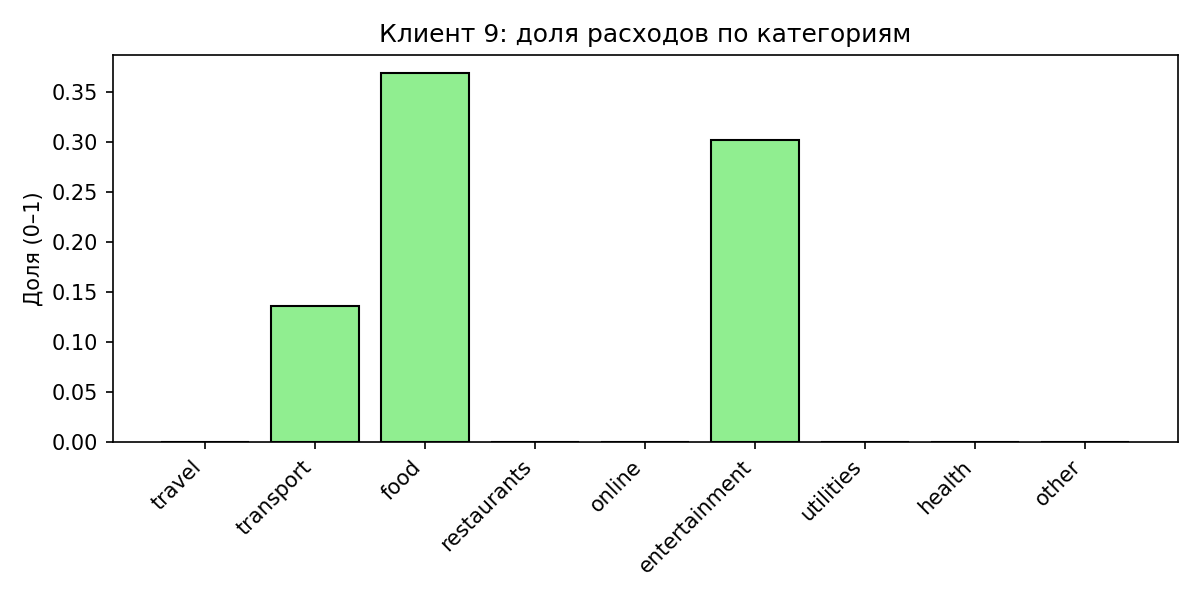 Клиент 9: доля расходов по категориям
Доля (0–1)
0.35
0.30
0.25
0.20
0.15
0.10
0.05
0.00
travel
transport
food
restaurants
online
entertainment
utilities
health
other